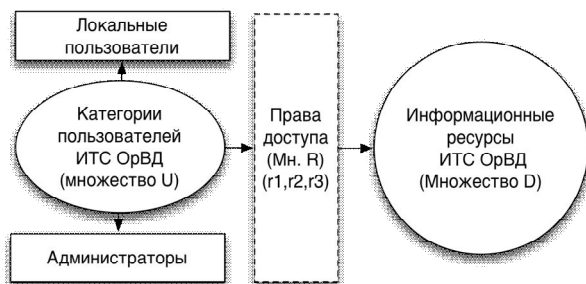 Локальные
пользователи
Категории
пользователей
ИТС ОрВД
(множество U)
Администраторы
Права
доступа
(Мн. R)
(r1,r2,r3)
Информационные
ресурсы
ИТС ОрВД
(Множество D)